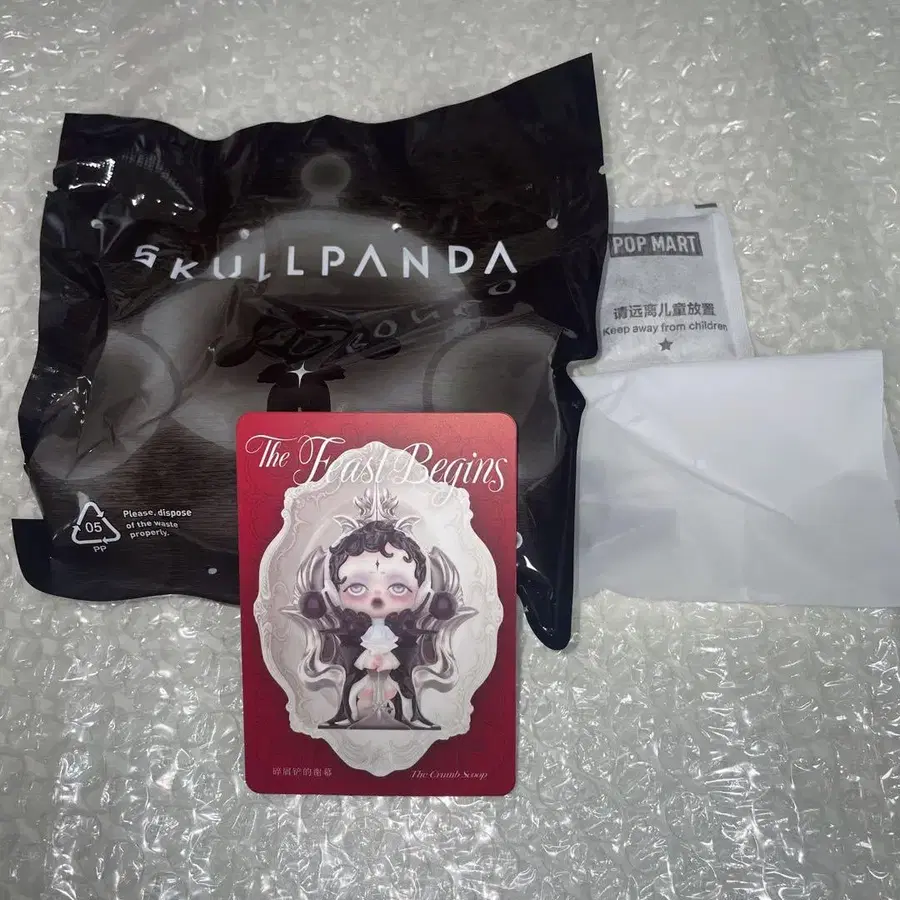 SKULLPANDA
POP MART
请远离儿童放置
Keep away from children
05
PP
Please, dispose
of the waste
properly.
The Feast Begins
碎屑铲的谢幕
The Crumb Scoop